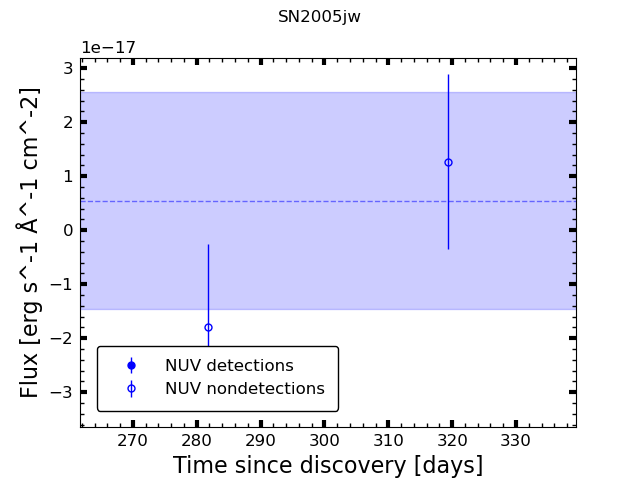 SN2005jw
1e−17
3
2
1
0
−1
−2
−3
Flux [erg s^-1 Å^-1 cm^-2]
NUV detections
NUV nondetections
270 280 290 300 310 320 330
Time since discovery [days]